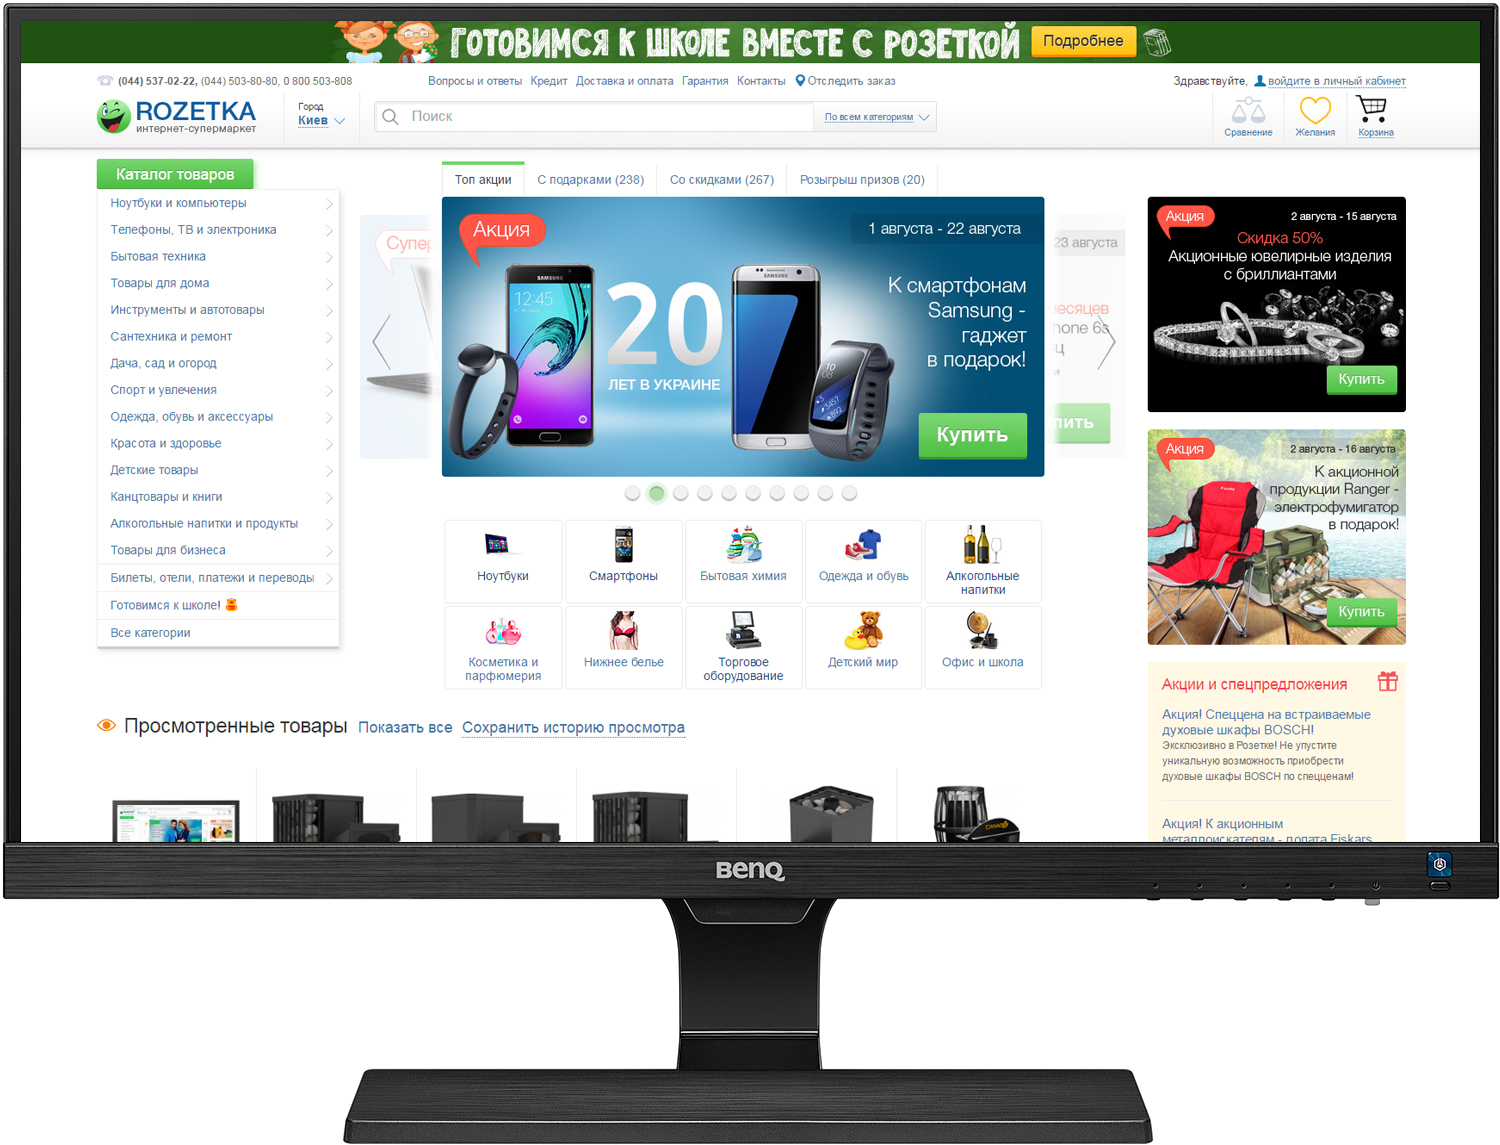 ГОТОВИМСЯ К ШКОЛЕ ВМЕСТЕ С РОЗЕТКОЙ
Подробнее
(044) 537-02-22, (044) 503-80-80, 0 800 503-808
Вопросы и ответы
Кредит
Доставка и оплата
Гарантия
Контакты
Отследить заказ
Здравствуйте, войдите в личный кабинет
ROZETKA
интернет-супермаркет
Город
Киев
Поиск
По всем категориям
Сравнение
Желания
Корзина
Каталог товаров
Ноутбуки и компьютеры
Телефоны, ТВ и электроника
Бытовая техника
Товары для дома
Инструменты и автотовары
Сантехника и ремонт
Дача, сад и огород
Спорт и увлечения
Одежда, обувь и аксессуары
Красота и здоровье
Детские товары
Канцтовары и книги
Алкогольные напитки и продукты
Товары для бизнеса
Билеты, отели, платежи и переводы
Готовимся к школе!
Все категории
Топ акции
С подарками (238)
Со скидками (267)
Розыгрыш призов (20)
Супер
Акция
1 августа - 22 августа
SAMSUNG
12:45
20
ЛЕТ В УКРАИНЕ
SAMSUNG
К смартфонам
Samsung -
гаджет
в подарок!
Купить
23 августа
Ноутбуки
Смартфоны
Бытовая химия
Одежда и обувь
Алкогольные
напитки
Косметика и
парфюмерия
Нижнее белье
Торговое
оборудование
Детский мир
Офис и школа
Акция
2 августа - 15 августа
Скидка 50%
Акционные ювелирные изделия
с бриллиантами
Купить
Акция
2 августа - 16 августа
К акционной
продукции Ranger -
электрофумигатор
в подарок!
Купить
Акции и спецпредложения
Акция! Спеццена на встраиваемые
духовые шкафы BOSCH!
Эксклюзивно в Розетке! Не упустите
уникальную возможность приобрести
духовые шкафы BOSCH по спецценам!
Акция! К акционным
металлоискателям - лопата Fiskars
Просмотренные товары
Показать все
Сохранить историю просмотра
BenQ